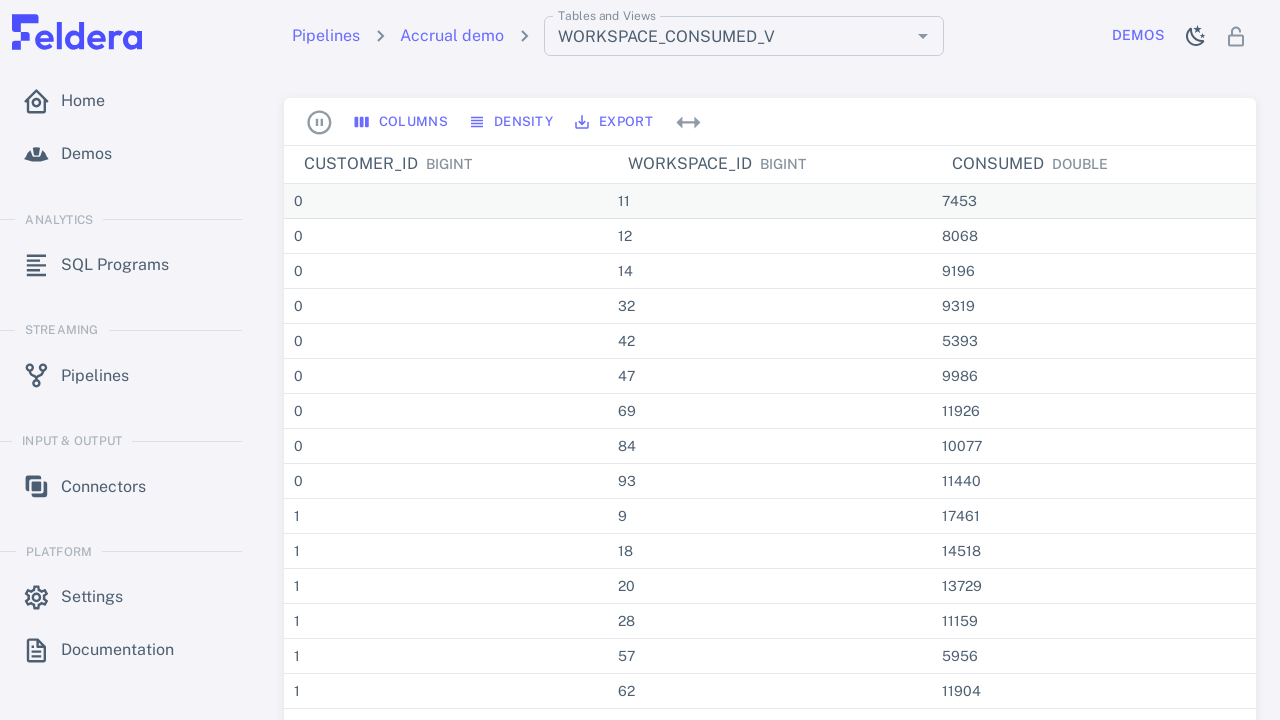 Feldera
Home
Demos
ANALYTICS
SQL Programs
STREAMING
Pipelines
INPUT & OUTPUT
Connectors
PLATFORM
Settings
Documentation
Pipelines
Accrual demo
Tables and Views
WORKSPACE_CONSUMED_V
DEMOS
COLUMNS DENSITY EXPORT
CUSTOMER_ID BIGINT WORKSPACE_ID BIGINT CONSUMED DOUBLE
0 11 7453
0 12 8068
0 14 9196
0 32 9319
0 42 5393
0 47 9986
0 69 11926
0 84 10077
0 93 11440
1 9 17461
1 18 14518
1 20 13729
1 28 11159
1 57 5956
1 62 11904